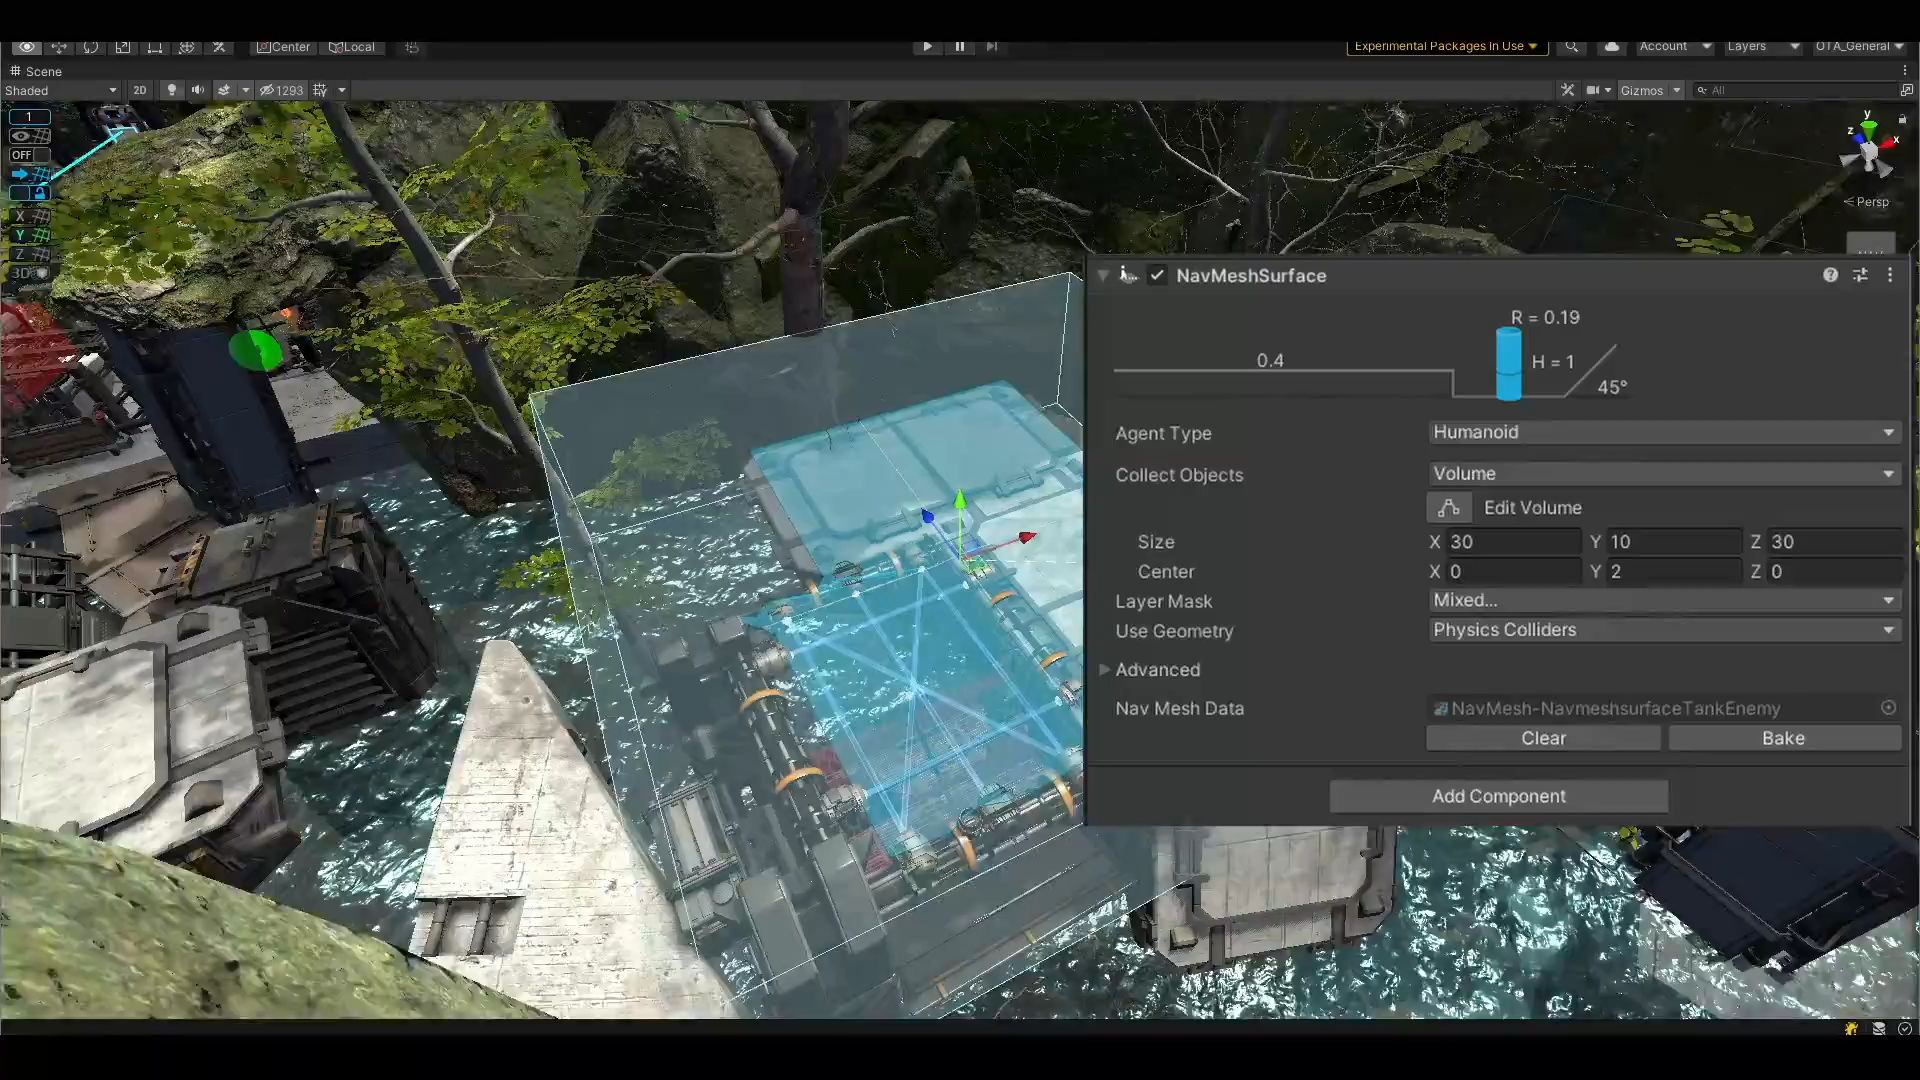 Center Local
Experimental Packages In Use
Account Layers OTA_General
Scene
Shaded 2D 1293
Gizmos All
1
OFF
X
Y
Z
3D
y
z x
Persp
NavMeshSurface
R = 0.19
0.4 H = 1
45°
Agent Type Humanoid
Collect Objects Volume
Edit Volume
Size X 30 Y 10 Z 30
Center X 0 Y 2 Z 0
Layer Mask Mixed...
Use Geometry Physics Colliders
Advanced
Nav Mesh Data NavMesh-NavmeshsurfaceTankEnemy
Clear Bake
Add Component